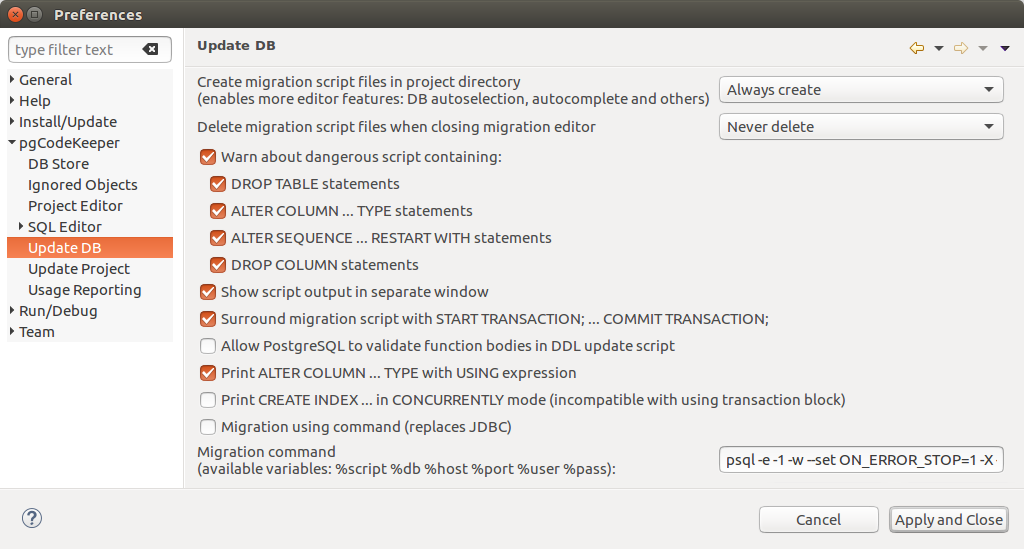 Preferences
type filter text
General
Help
Install/Update
pgCodeKeeper
DB Store
Ignored Objects
Project Editor
SQL Editor
Update DB
Update Project
Usage Reporting
Run/Debug
Team
Update DB
Create migration script files in project directory
(enables more editor features: DB autoselection, autocomplete and others)
Always create
Delete migration script files when closing migration editor
Never delete
Warn about dangerous script containing:
DROP TABLE statements
ALTER COLUMN ... TYPE statements
ALTER SEQUENCE ... RESTART WITH statements
DROP COLUMN statements
Show script output in separate window
Surround migration script with START TRANSACTION; ... COMMIT TRANSACTION;
Allow PostgreSQL to validate function bodies in DDL update script
Print ALTER COLUMN ... TYPE with USING expression
Print CREATE INDEX ... in CONCURRENTLY mode (incompatible with using transaction block)
Migration using command (replaces JDBC)
Migration command
(available variables: %script %db %host %port %user %pass):
psql -e -1 -w --set ON_ERROR_STOP=1 -X -
?
Cancel
Apply and Close